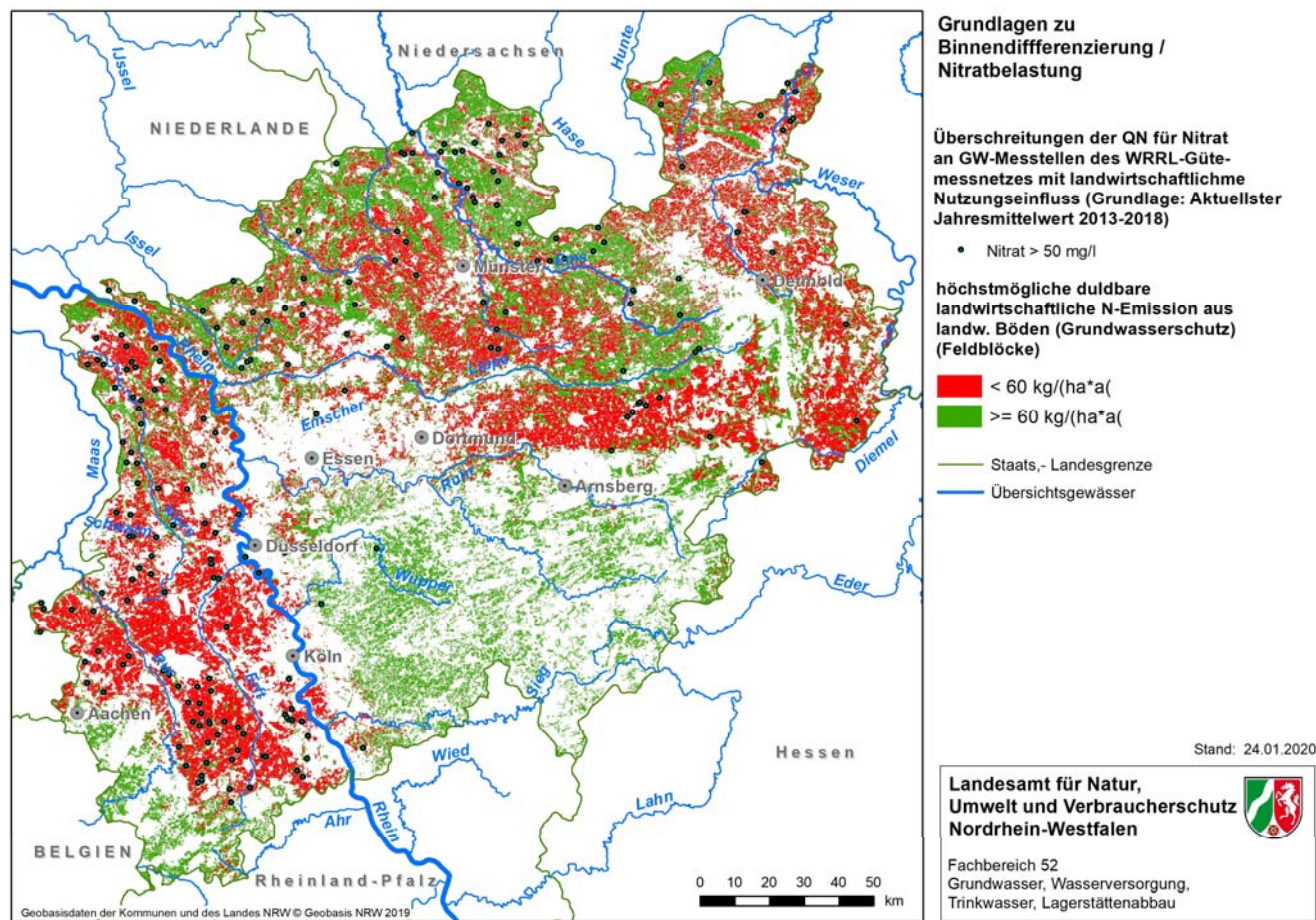 Grundlagen zu
Binnendiffferenzierung /
Nitratbelastung
Überschreitungen der QN für Nitrat
an GW-Messtellen des WRRL-Güte-
messnetzes mit landwirtschaftlichme
Nutzungseinfluss (Grundlage: Aktuellster
Jahresmittelwert 2013-2018)
Nitrat > 50 mg/l
höchstmögliche duldbare
landwirtschaftliche N-Emission aus
landw. Böden (Grundwasserschutz)
(Feldblöcke)
< 60 kg/(ha*a(
>= 60 kg/(ha*a(
Staats,- Landesgrenze
Übersichtsgewässer
Stand: 24.01.2020
Landesamt für Natur,
Umwelt und Verbraucherschutz
Nordrhein-Westfalen
Fachbereich 52
Grundwasser, Wasserversorgung,
Trinkwasser, Lagerstättenabbau
Niedersachsen
IJssel
Hunte
NIEDERLANDE
Hase
Weser
Issel
Münster
Ems
Detmold
Rhein
Lippe
Emscher
Dortmund
Maas
Essen
Ruhr
Diemel
Arnsberg
Schwalm
Niers
Düsseldorf
Wupper
Eder
Köln
Rur
Erft
Sieg
Aachen
Wied
Hessen
Lahn
Ahr
Rhein
BELGIEN
Rheinland-Pfalz
0 10 20 30 40 50
km
Geobasisdaten der Kommunen und des Landes NRW © Geobasis NRW 2019